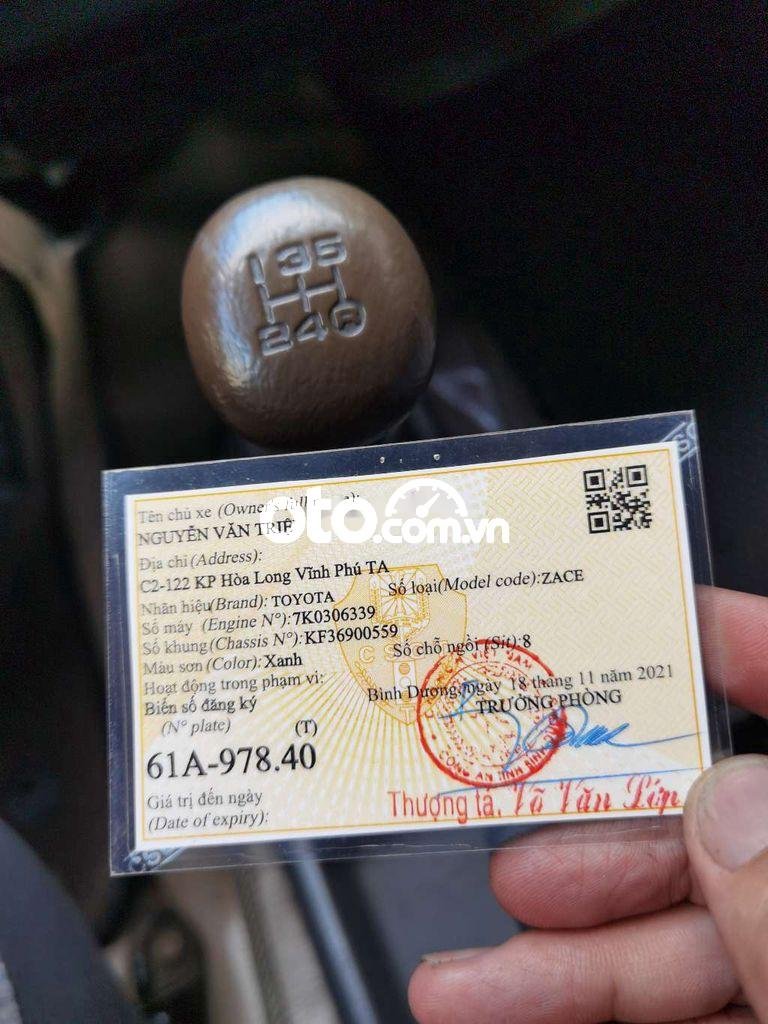 1 3 5
2 4 R
Tên chủ xe (Owner's full
NGUYỄN VĂN
oto.com.vn
Địa chỉ (Address):
C2-122 KP Hòa Long Vĩnh Phú TA
Nhãn hiệu(Brand): TOYOTA Số loại(Model code):ZACE
Số máy (Engine N°):7K0306339
Số khung(Chassis N°):KF36900559 Số chỗ ngồi (Sit):8
Màu sơn (Color): Xanh
Hoạt động trong phạm vi:
Bình Dương,ngày 18 tháng 11 năm 2021
Biển số đăng ký
(N° plate) (T)
TRƯỞNG PHÒNG
61A-978.40
Giá trị đến ngày
(Date of expiry):
Thượng tá, Võ Văn